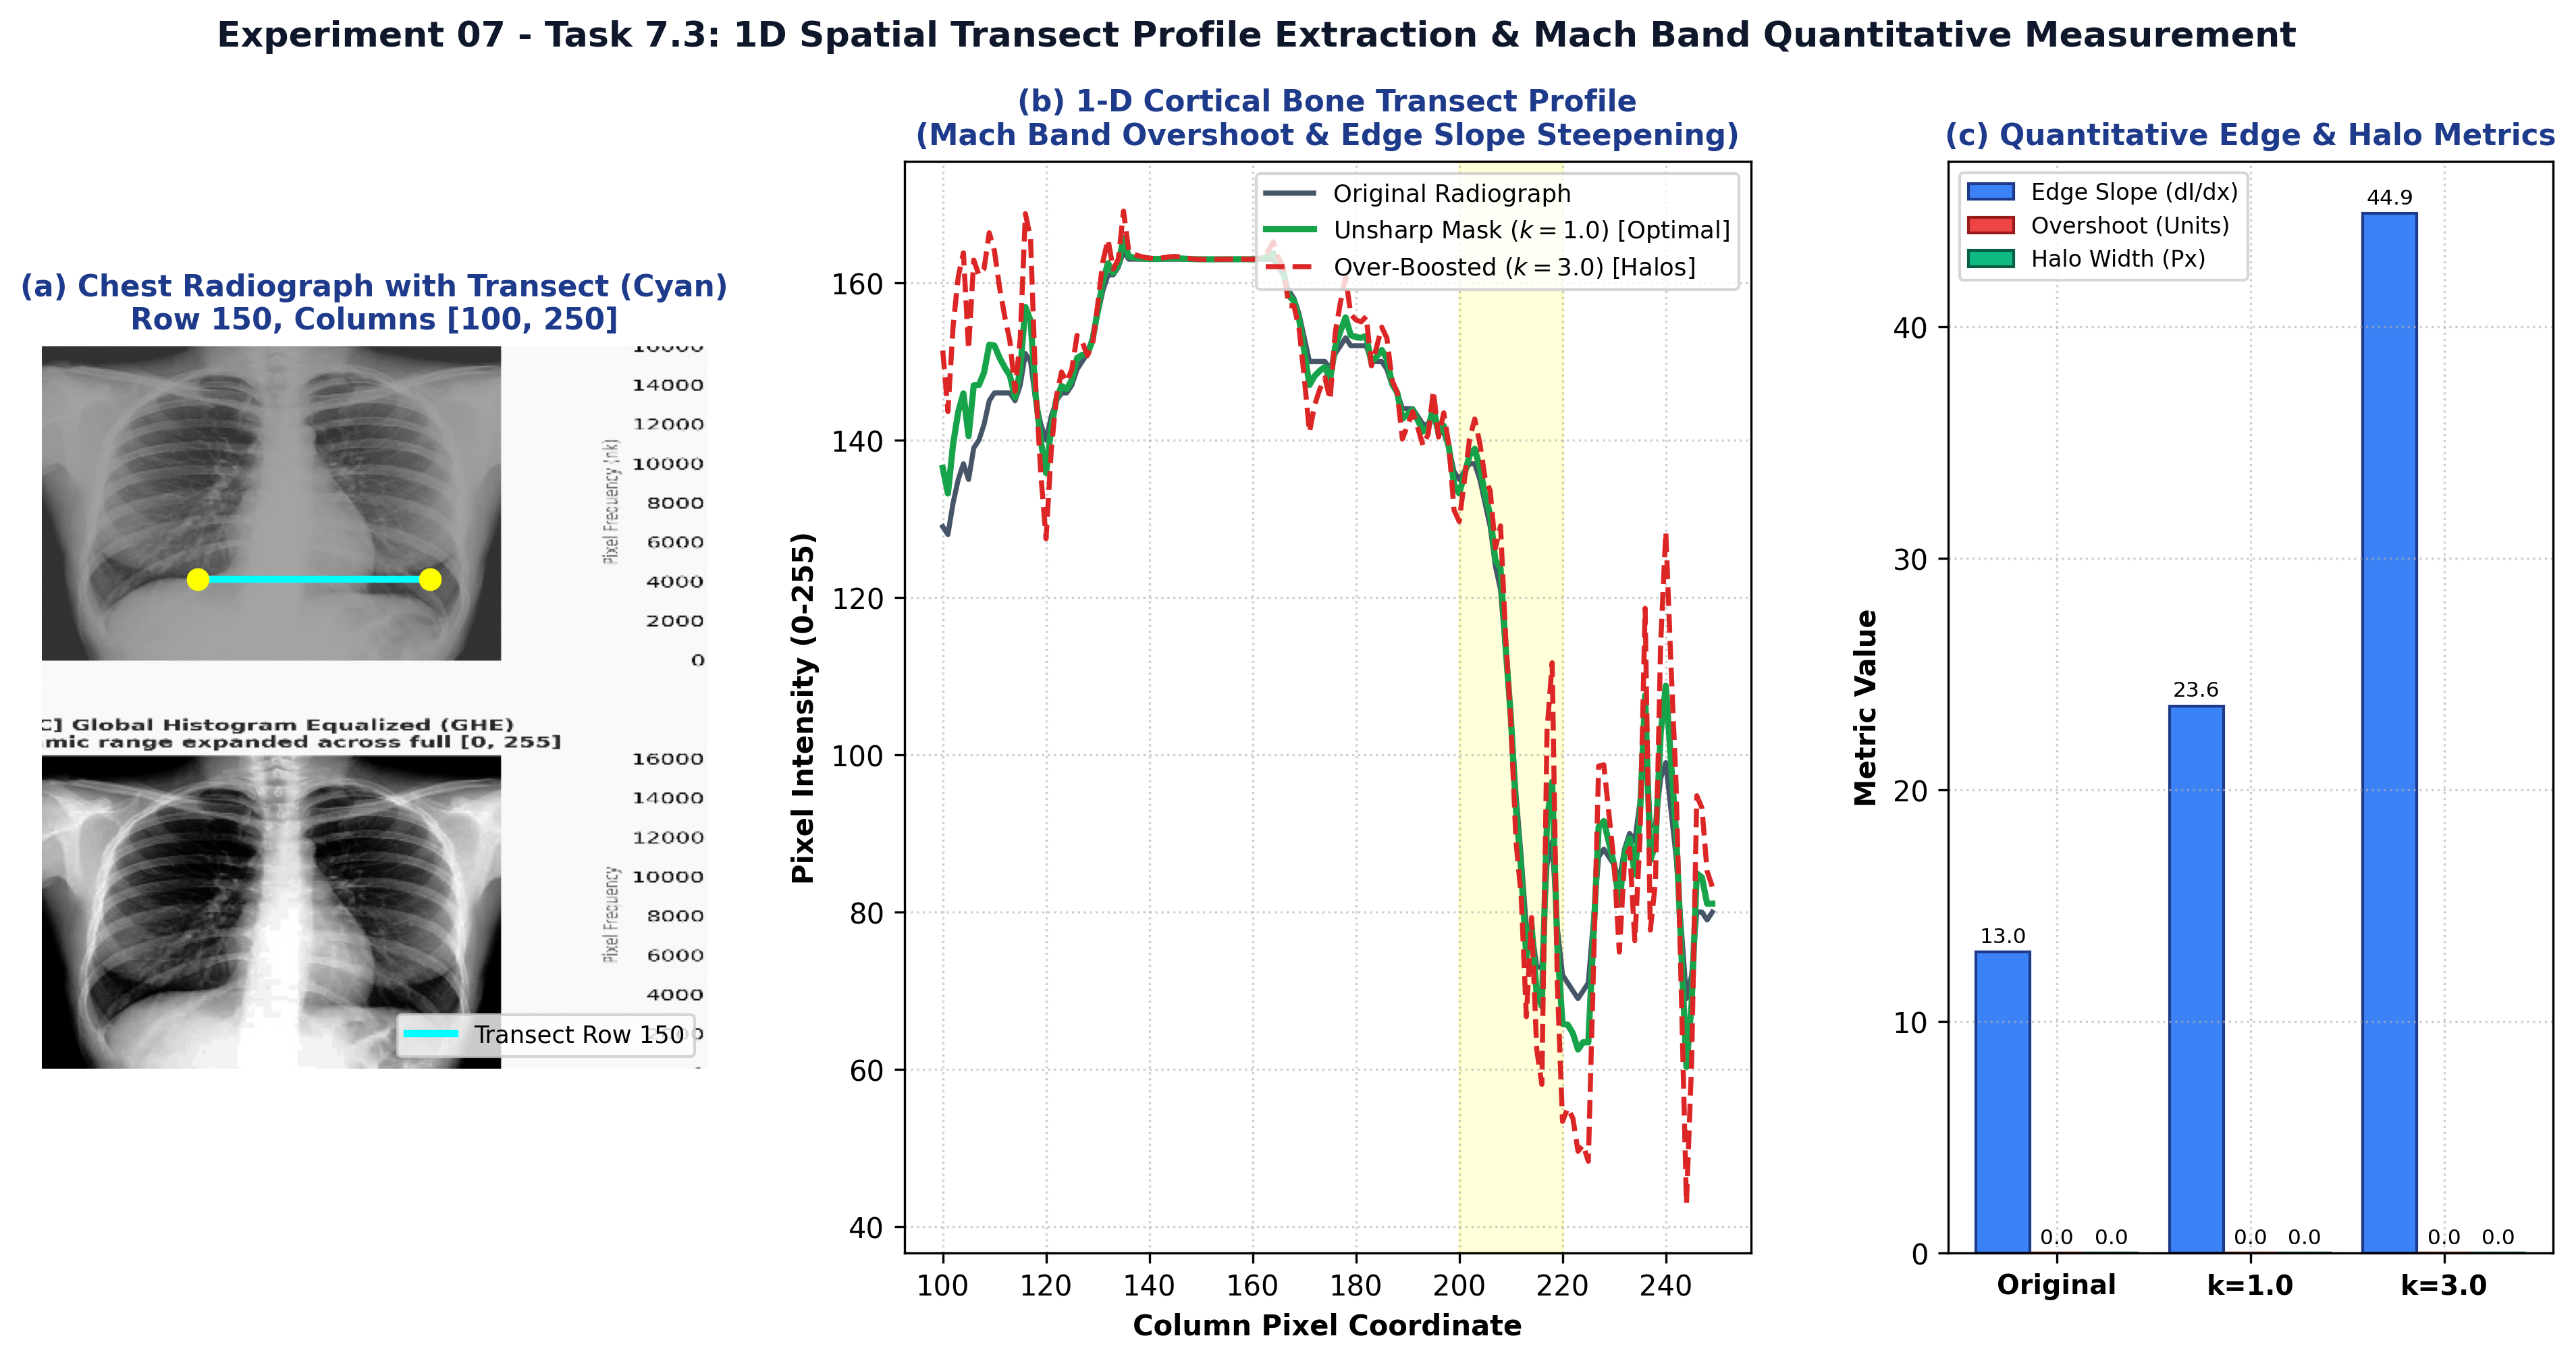 Experiment 07 - Task 7.3: 1D Spatial Transect Profile Extraction & Mach Band Quantitative Measurement
(a) Chest Radiograph with Transect (Cyan)
Row 150, Columns [100, 250]
14000
12000
10000
8000
6000
4000
2000
0
Pixel Frequency (nk)
C] Global Histogram Equalized (GHE)
mic range expanded across full [0, 255]
16000
14000
12000
10000
8000
6000
4000
Pixel Frequency
Transect Row 150
(b) 1-D Cortical Bone Transect Profile
(Mach Band Overshoot & Edge Slope Steepening)
Original Radiograph
Unsharp Mask (k = 1.0) [Optimal]
Over-Boosted (k = 3.0) [Halos]
Pixel Intensity (0-255)
160
140
120
100
80
60
40
100 120 140 160 180 200 220 240
Column Pixel Coordinate
(c) Quantitative Edge & Halo Metrics
Edge Slope (dI/dx)
Overshoot (Units)
Halo Width (Px)
Metric Value
40
30
20
10
0
13.0 0.0 0.0
23.6 0.0 0.0
44.9 0.0 0.0
Original k=1.0 k=3.0